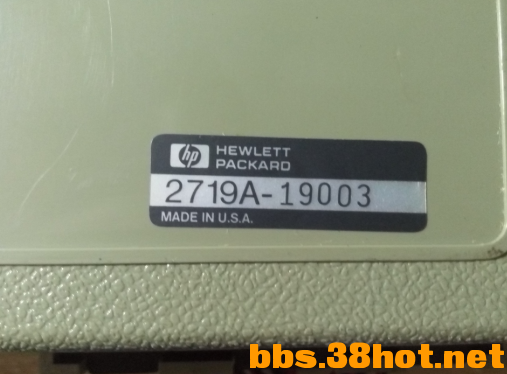 hp HEWLETT
PACKARD
2719A-19003
MADE IN U.S.A.
bbs.38hot.net